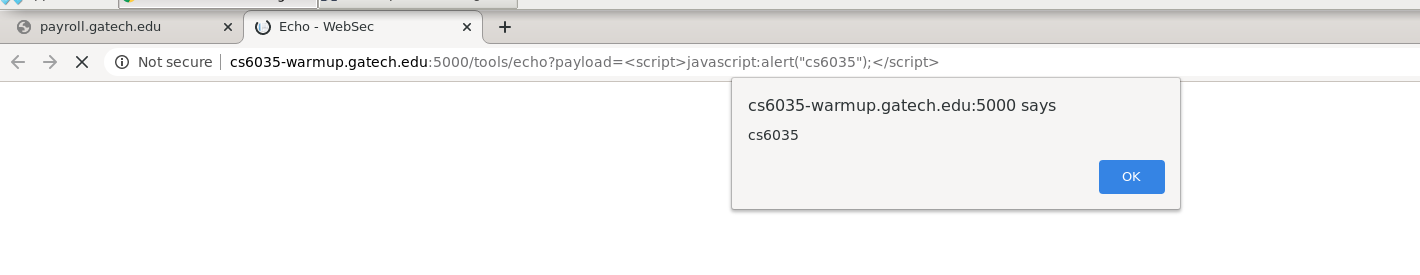 payroll.gatech.edu
Echo - WebSec
Not secure
cs6035-warmup.gatech.edu:5000/tools/echo?payload=<script>javascript:alert("cs6035");</script>
cs6035-warmup.gatech.edu:5000 says
cs6035
OK